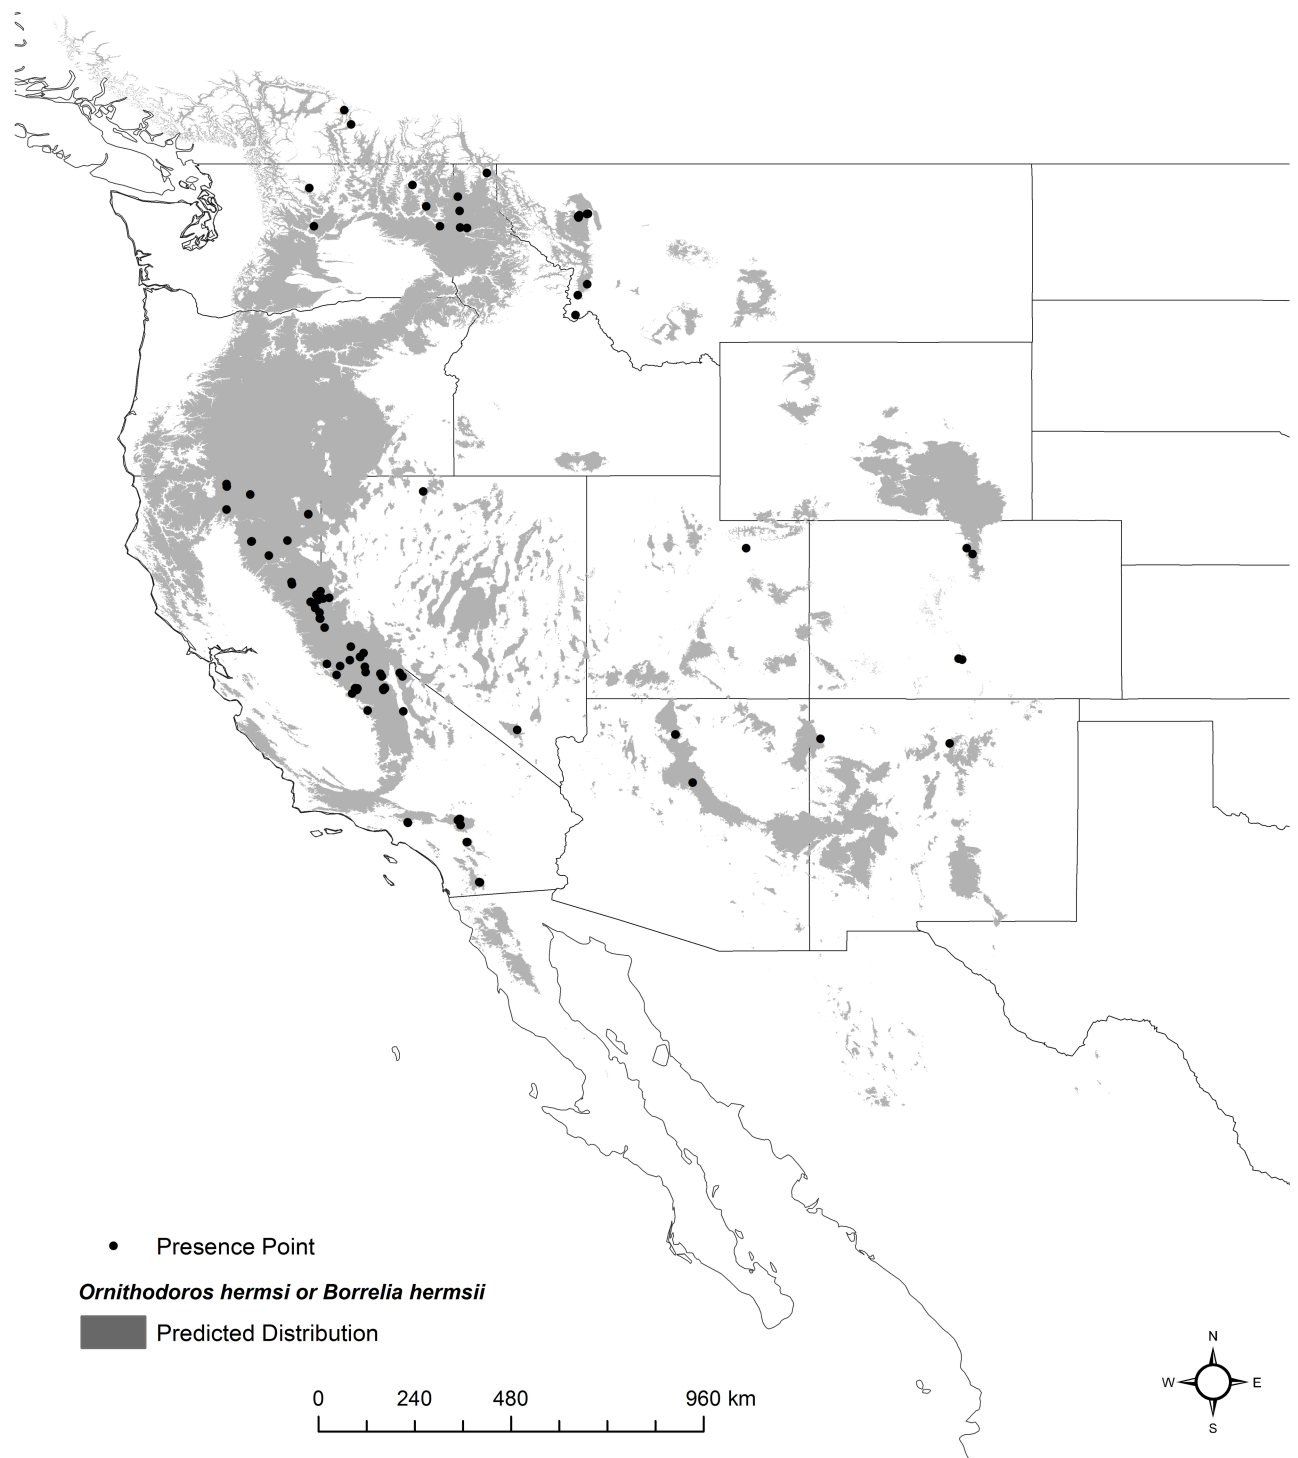 Presence Point
Ornithodoros hermsi or Borrelia hermsii
Predicted Distribution
0 240 480 960 km
N
W E
S